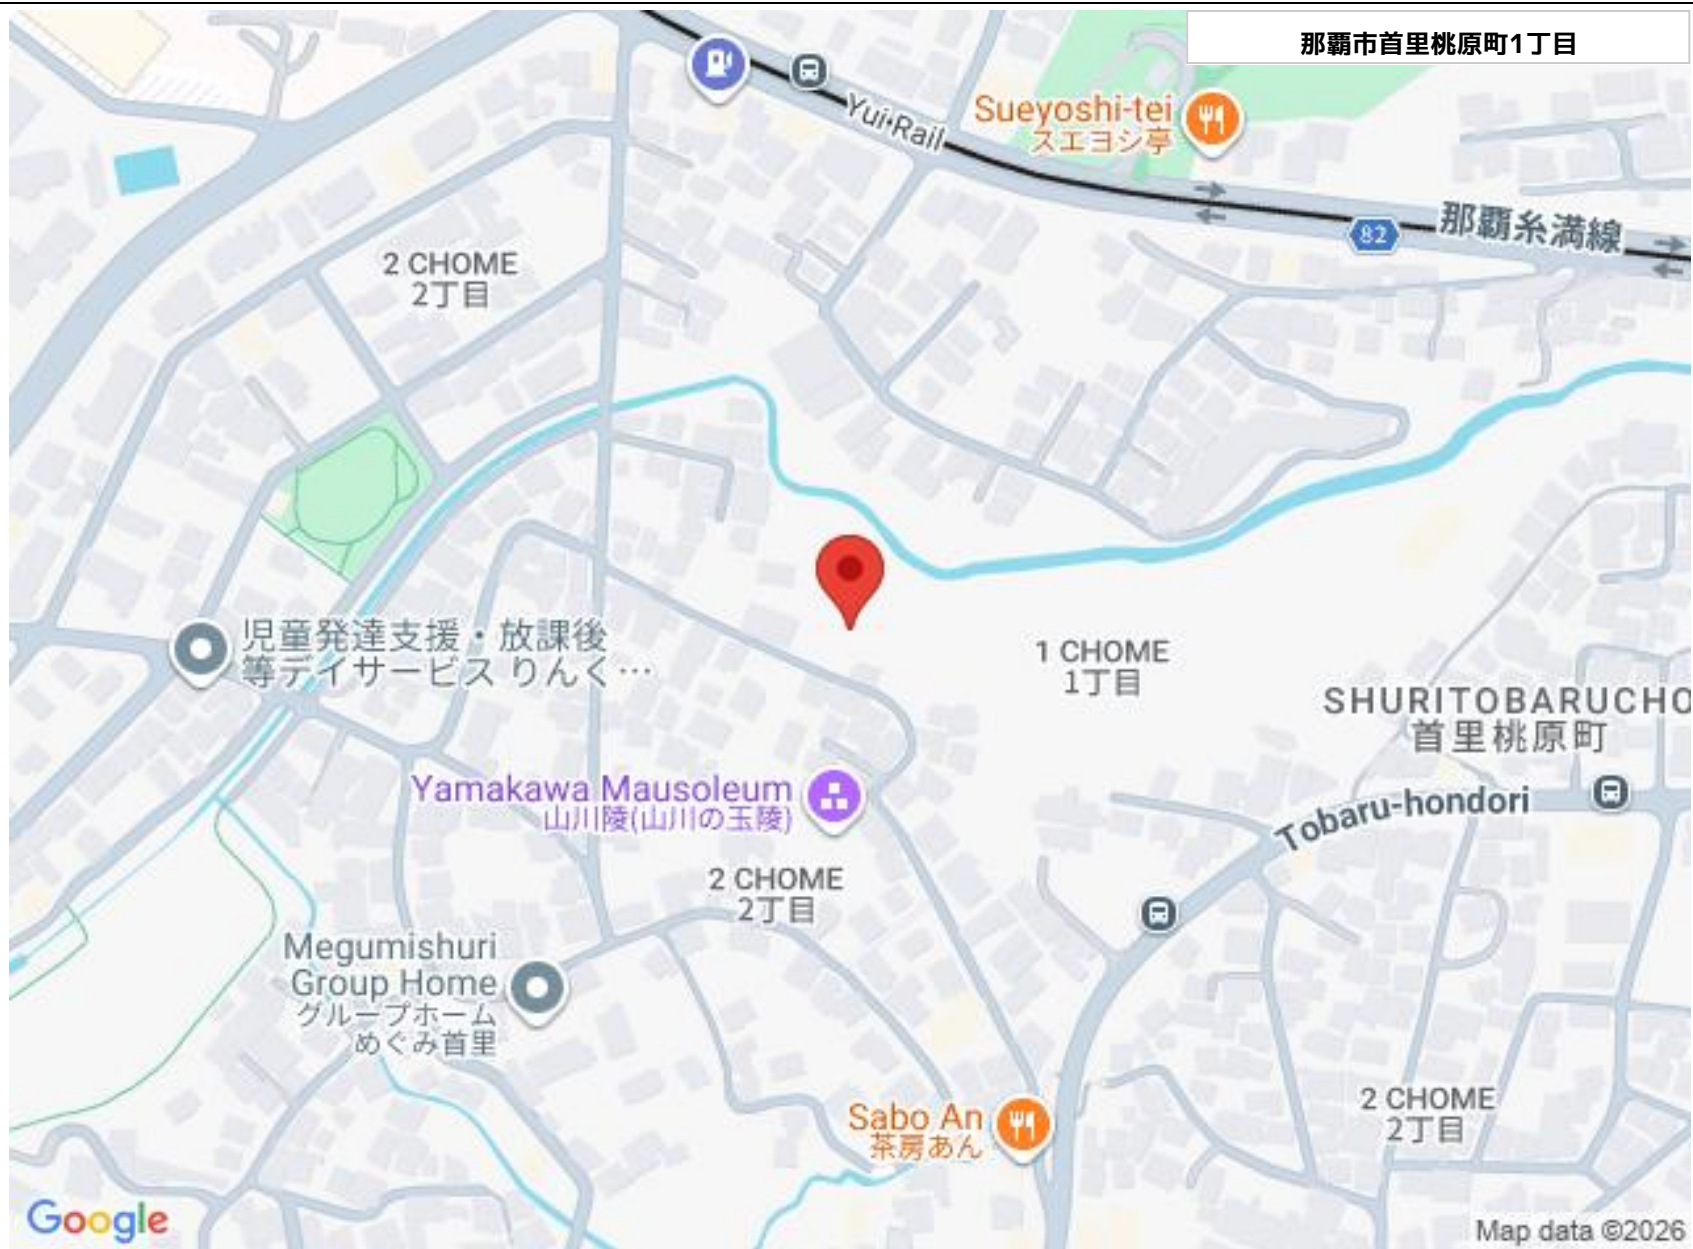 那覇市首里桃原町1丁目
Yui-Rail
Sueyoshi-tei
スエヨシ亭
82
那覇糸満線
2 CHOME
2丁目
児童発達支援・放課後
等デイサービス りんく…
1 CHOME
1丁目
SHURITOBARUCHO
首里桃原町
Yamakawa Mausoleum
山川陵(山川の玉陵)
Tobaru-hondori
2 CHOME
2丁目
Megumishuri
Group Home
グループホーム
めぐみ首里
Sabo An
茶房あん
2 CHOME
2丁目
Google
Map data ©2026